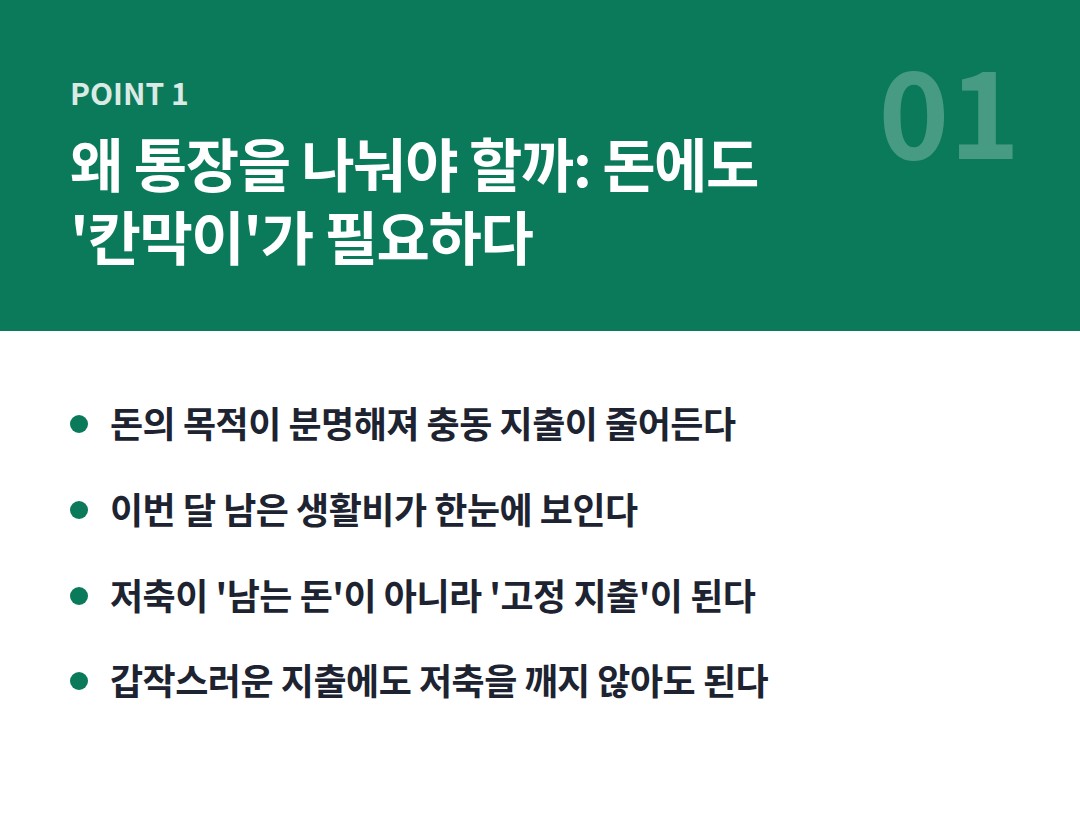 POINT 1
01
왜 통장을 나눠야 할까: 돈에도
'칸막이'가 필요하다
돈의 목적이 분명해져 충동 지출이 줄어든다
이번 달 남은 생활비가 한눈에 보인다
저축이 '남는 돈'이 아니라 '고정 지출'이 된다
갑작스러운 지출에도 저축을 깨지 않아도 된다